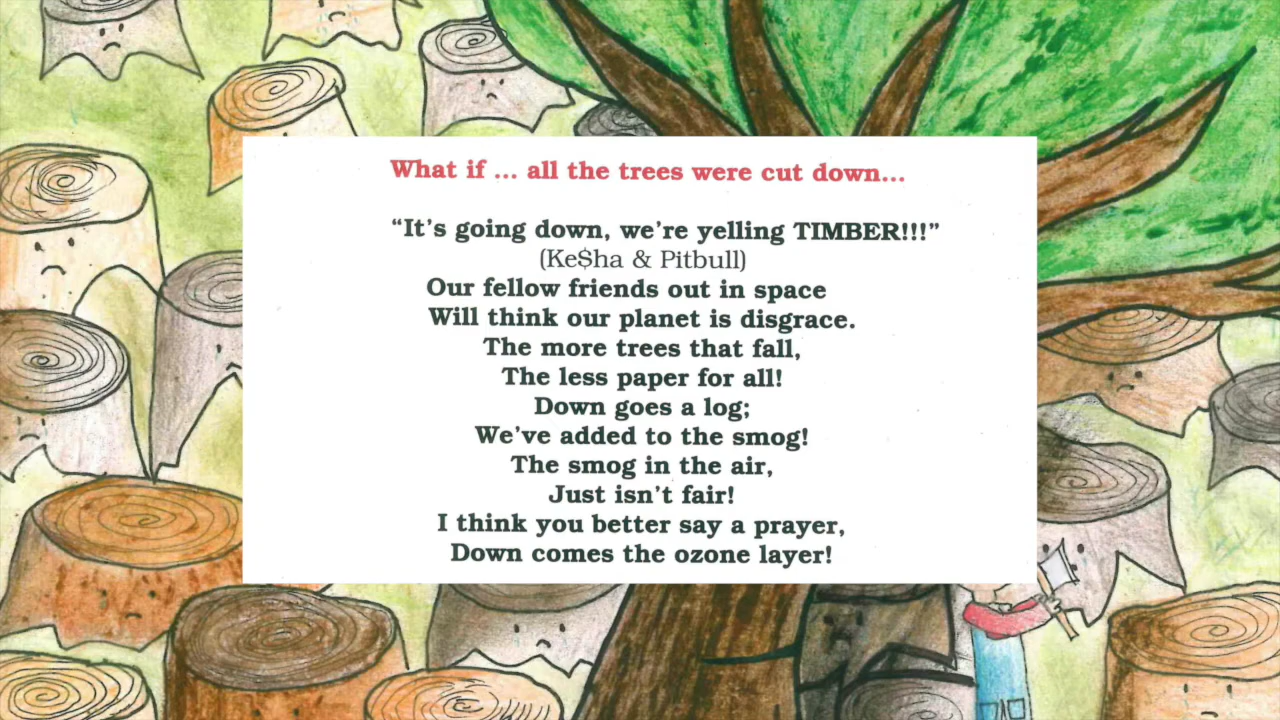 What if ... all the trees were cut down...
“It’s going down, we’re yelling TIMBER!!!”
(Ke$ha & Pitbull)
Our fellow friends out in space
Will think our planet is disgrace.
The more trees that fall,
The less paper for all!
Down goes a log;
We’ve added to the smog!
The smog in the air,
Just isn’t fair!
I think you better say a prayer,
Down comes the ozone layer!